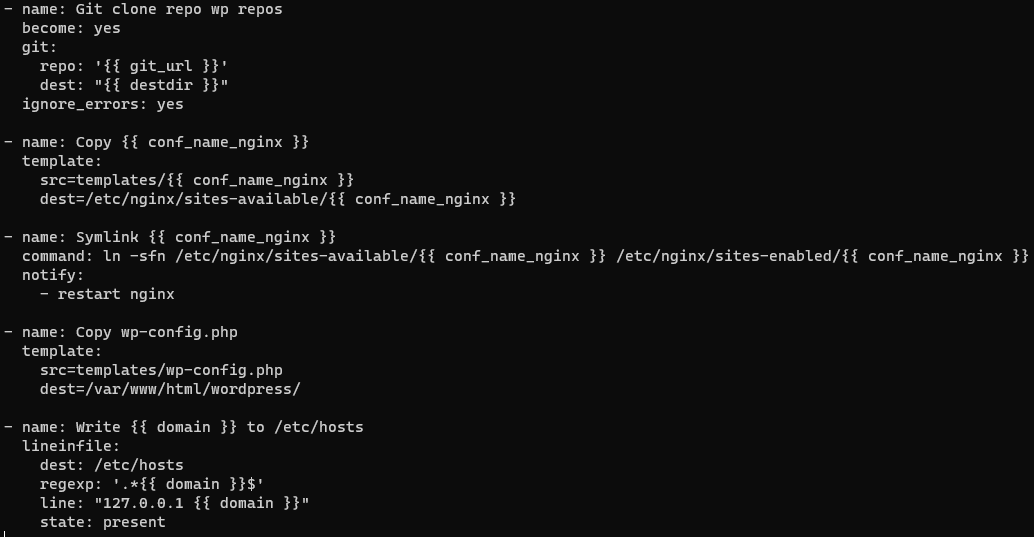 - name: Git clone repo wp repos
  become: yes
  git:
    repo: '{{ git_url }}'
    dest: "{{ destdir }}"
  ignore_errors: yes

- name: Copy {{ conf_name_nginx }}
  template:
    src=templates/{{ conf_name_nginx }}
    dest=/etc/nginx/sites-available/{{ conf_name_nginx }}

- name: Symlink {{ conf_name_nginx }}
  command: ln -sfn /etc/nginx/sites-available/{{ conf_name_nginx }} /etc/nginx/sites-enabled/{{ conf_name_nginx }}
  notify:
    - restart nginx

- name: Copy wp-config.php
  template:
    src=templates/wp-config.php
    dest=/var/www/html/wordpress/

- name: Write {{ domain }} to /etc/hosts
  lineinfile:
    dest: /etc/hosts
    regexp: '.*{{ domain }}$'
    line: "127.0.0.1 {{ domain }}"
    state: present